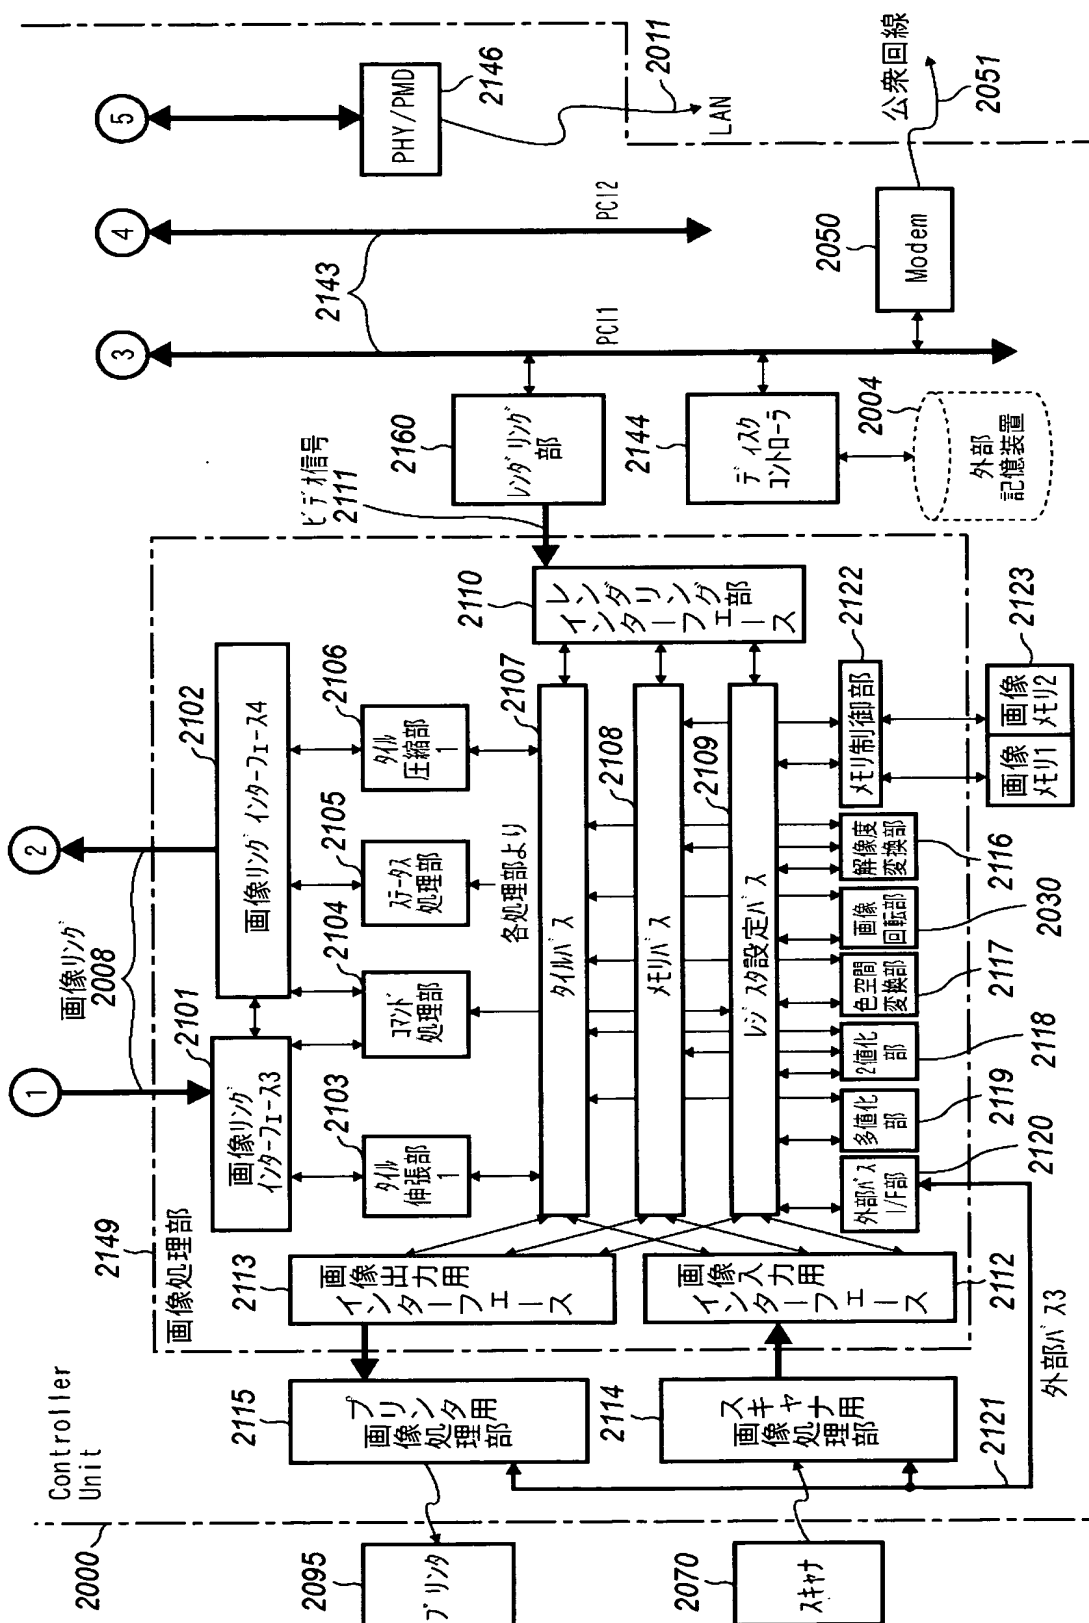 2000
Controller
Unit
1
2
3
4
5
画像リング
2008
2143
PCI1
PCI2
PHY/PMD
2146
2011
LAN
公衆回線
2051
2050
Modem
2149
画像処理部
2101
画像リング
インターフェース3
2102
画像リングインターフェース4
ビデオ信号
2111
2160
レンダリング
部
2144
ディスク
コントローラ
2004
外部
記憶装置
2103
タイル
伸張部
1
2104
コマンド
処理部
2105
ステータス
処理部
2106
タイル
圧縮部
1
各処理部より
2107
タイルバス
2108
メモリバス
2109
レジスタ設定バス
2110
レンダリング
インターフェース部
2113
画像出力用
インターフェース
2112
画像入力用
インターフェース
2115
プリンタ用
画像処理部
2114
スキャナ用
画像処理部
2095
プリンタ
2070
スキャナ
外部バス
I/F部
2120
多値化
部
2119
2値化
部
2118
色空間
変換部
2117
画像
回転部
2030
解像度
変換部
2116
メモリ制御部
2122
画像
メモリ1
画像
メモリ2
2123
外部バス3
2121